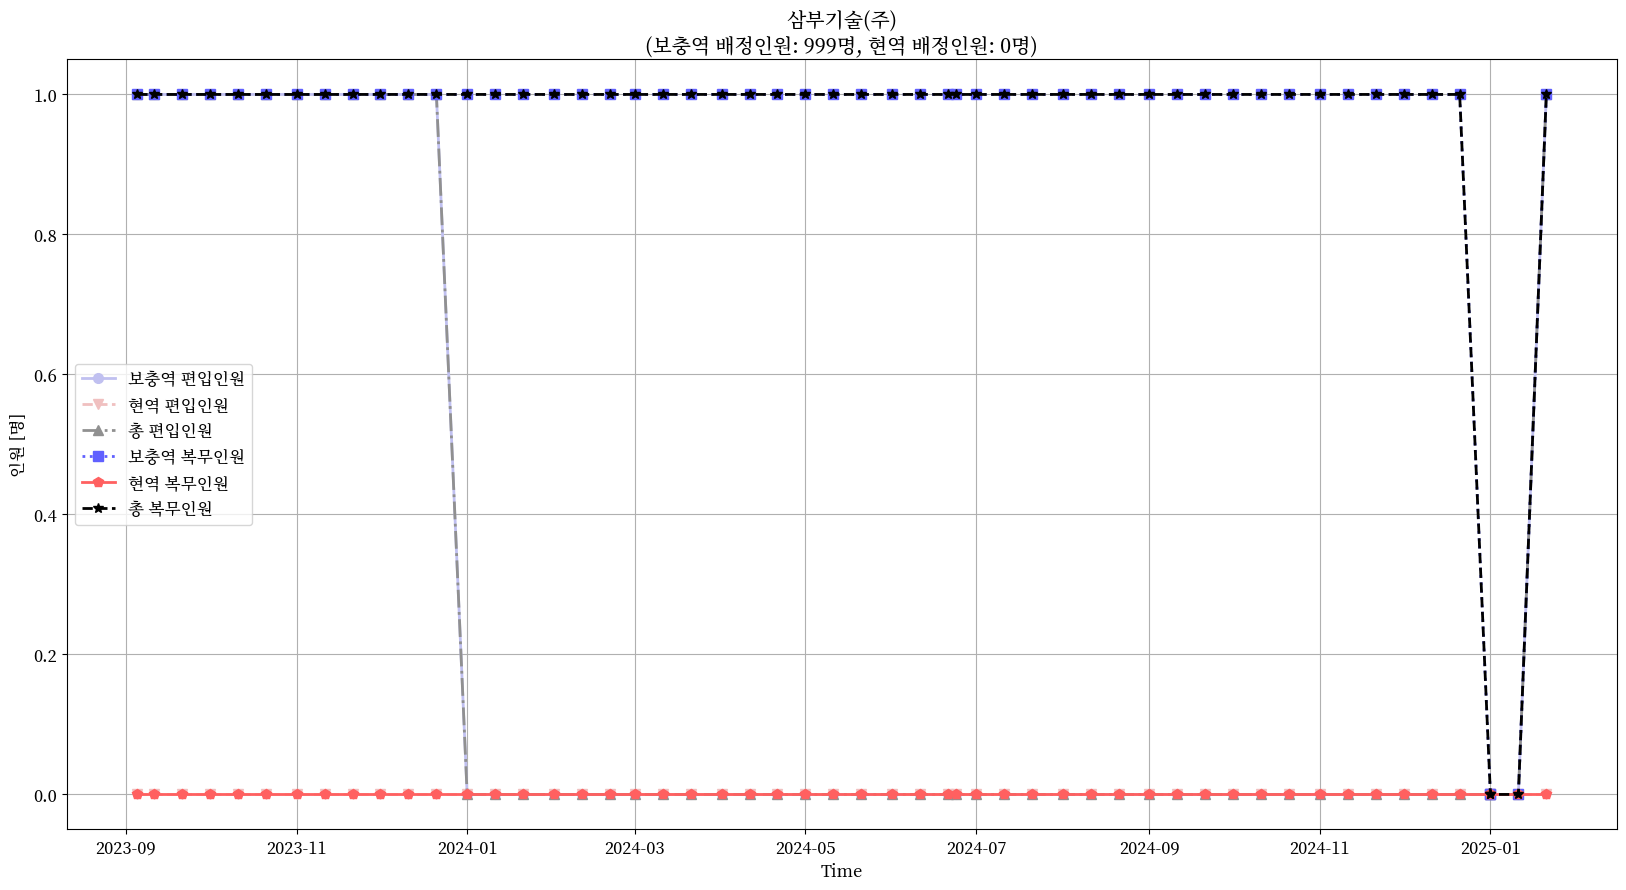 삼부기술(주)
(보충역 배정인원: 999명, 현역 배정인원: 0명)
인원 [명]
1.0
0.8
0.6
0.4
0.2
0.0
보충역 편입인원
현역 편입인원
총 편입인원
보충역 복무인원
현역 복무인원
총 복무인원
2023-09 2023-11 2024-01 2024-03 2024-05 2024-07 2024-09 2024-11 2025-01
Time